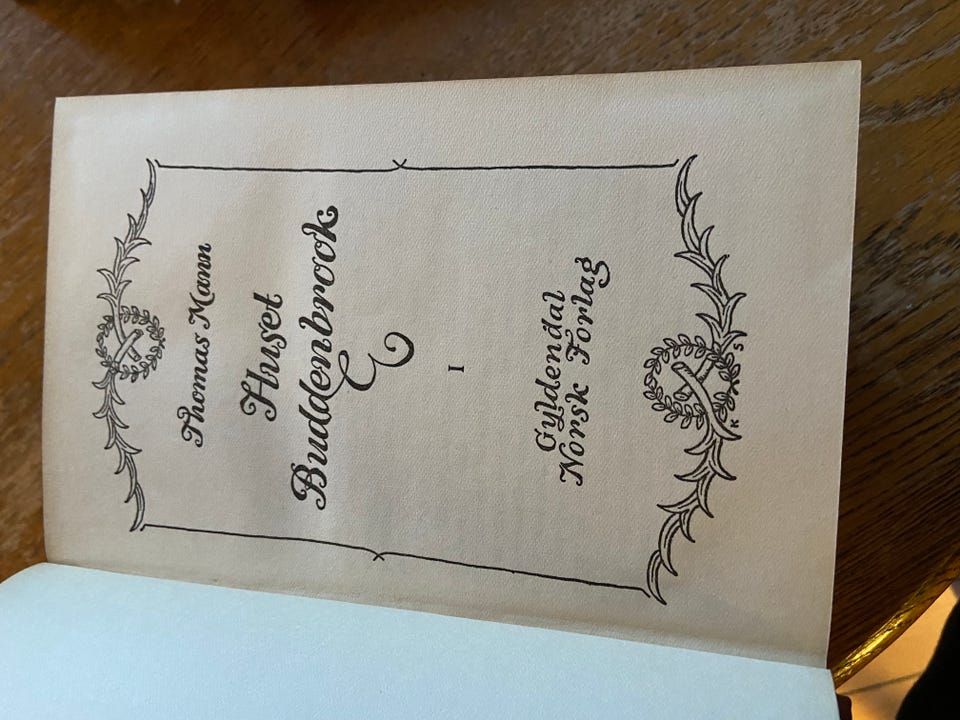 Thomas Mann
Huset
Buddenbrook
I
Gyldendal
Norsk Forlag
K S